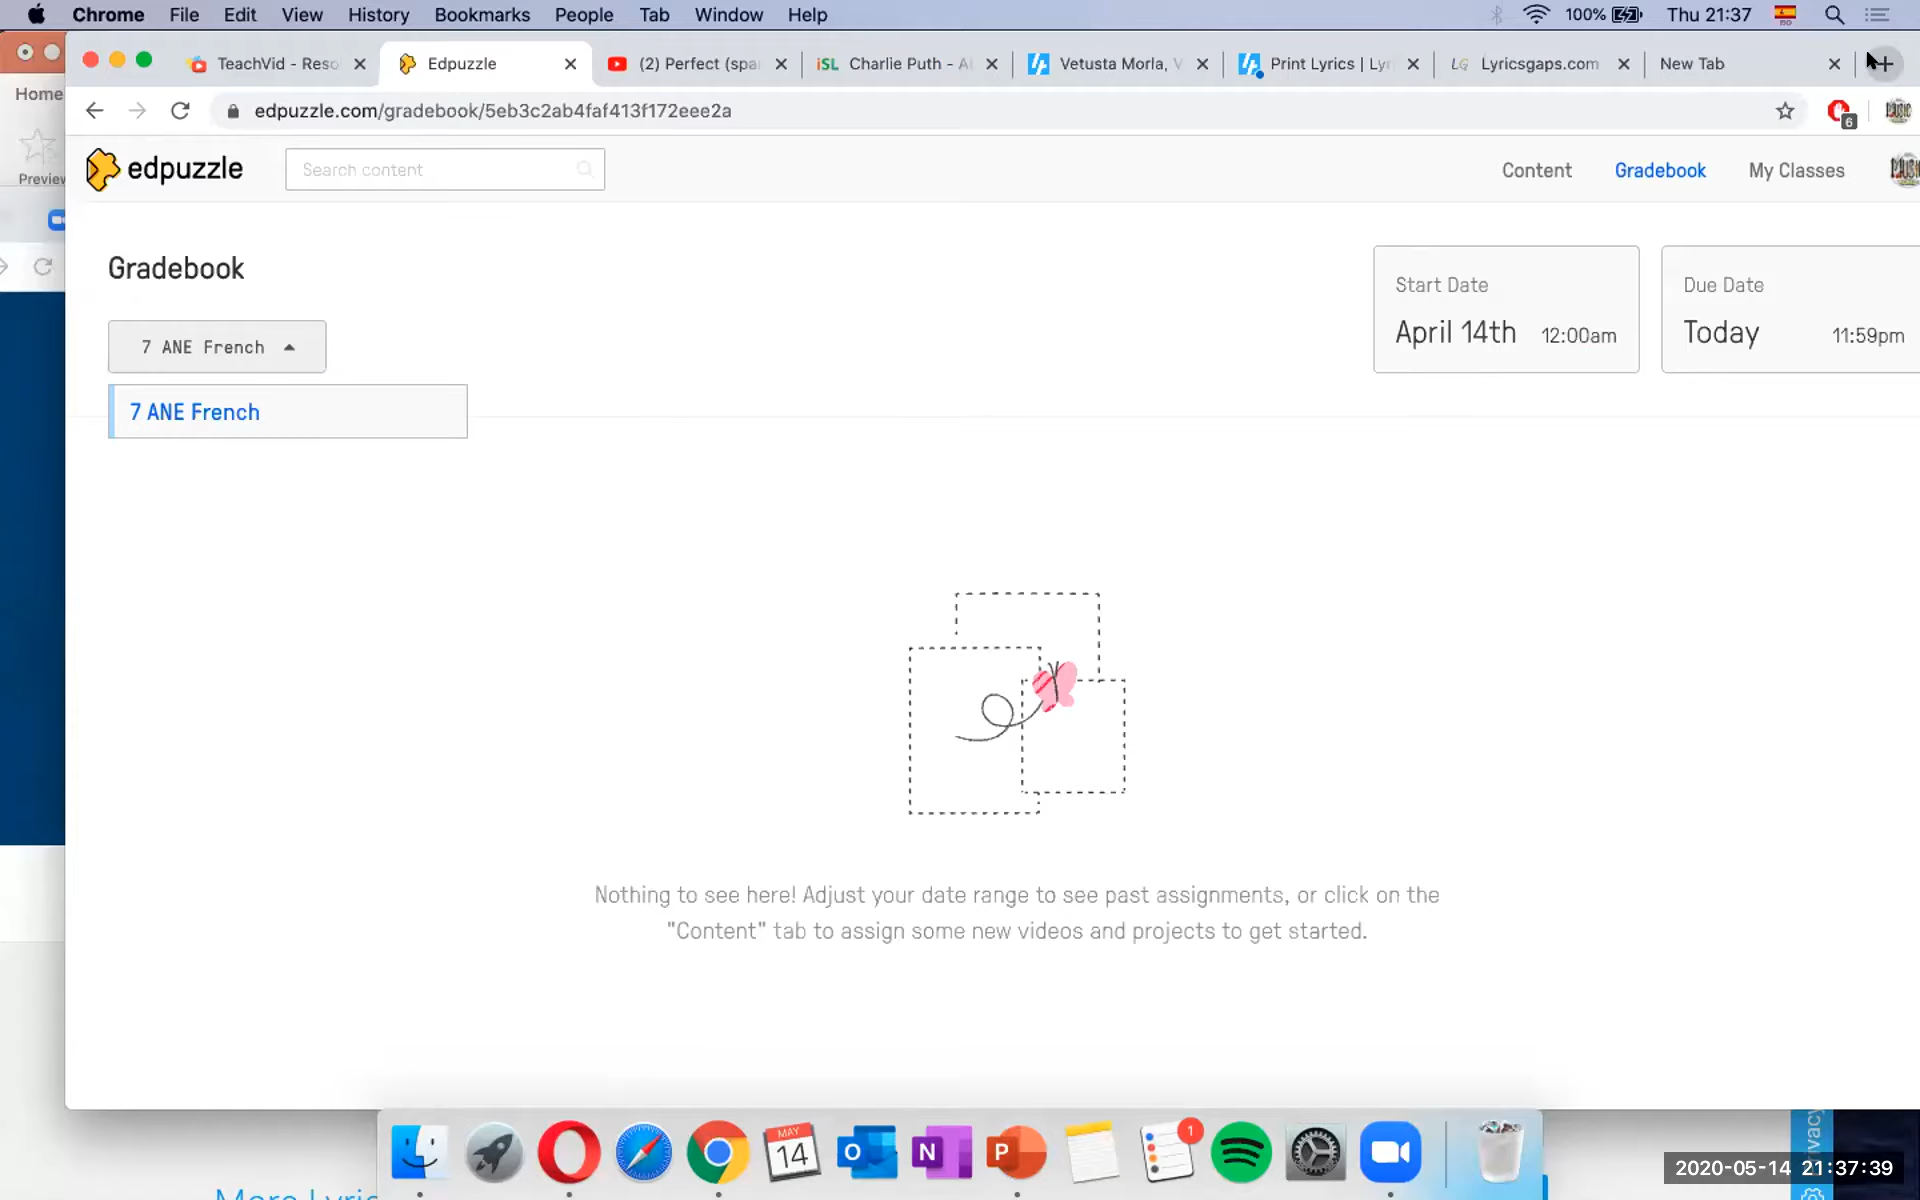 Chrome File Edit View History Bookmarks People Tab Window Help 100% Thu 21:37
TeachVid - Reso Edpuzzle (2) Perfect (spa iSL Charlie Puth - A Vetusta Morla, V Print Lyrics | Ly LG Lyricsgaps.com New Tab
Home
edpuzzle.com/gradebook/5eb3c2ab4faf413f172eee2a 6
Preview
edpuzzle Search content Content Gradebook My Classes
Gradebook
Start Date Due Date
April 14th 12:00am Today 11:59pm
7 ANE French
7 ANE French
Nothing to see here! Adjust your date range to see past assignments, or click on the
"Content" tab to assign some new videos and projects to get started.
MAY
14
O
N
P
1
2020-05-14 21:37:39